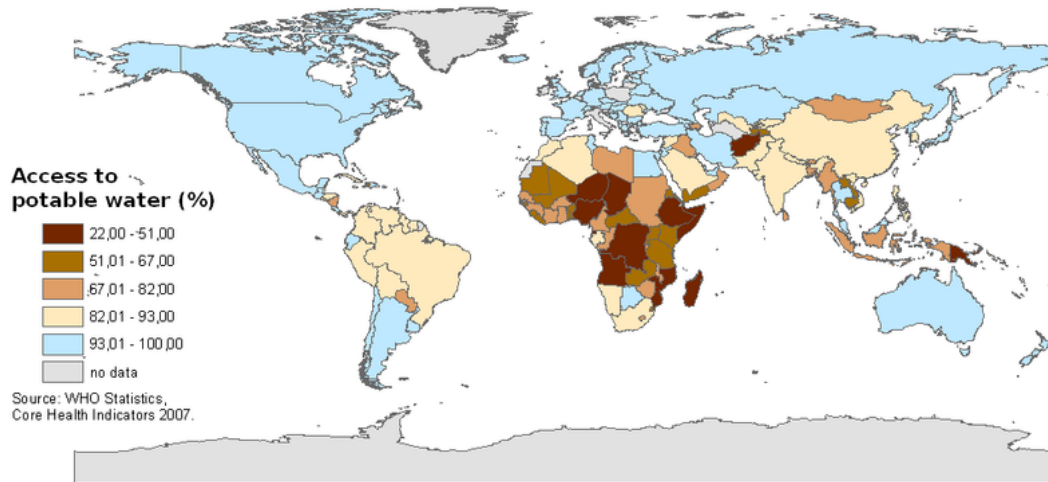 Access to
potable water (%)
22,00 - 51,00
51,01 - 67,00
67,01 - 82,00
82,01 - 93,00
93,01 - 100,00
no data
Source: WHO Statistics,
Core Health Indicators 2007.